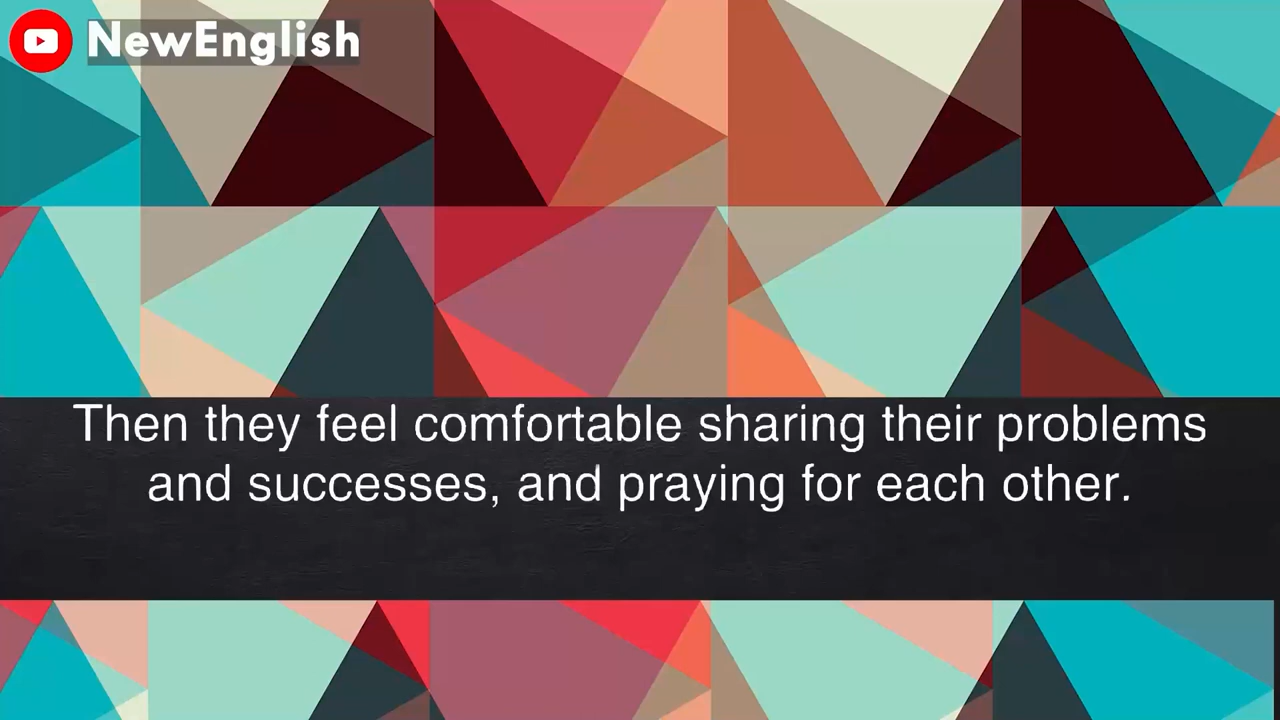 NewEnglish
Then they feel comfortable sharing their problems
and successes, and praying for each other.